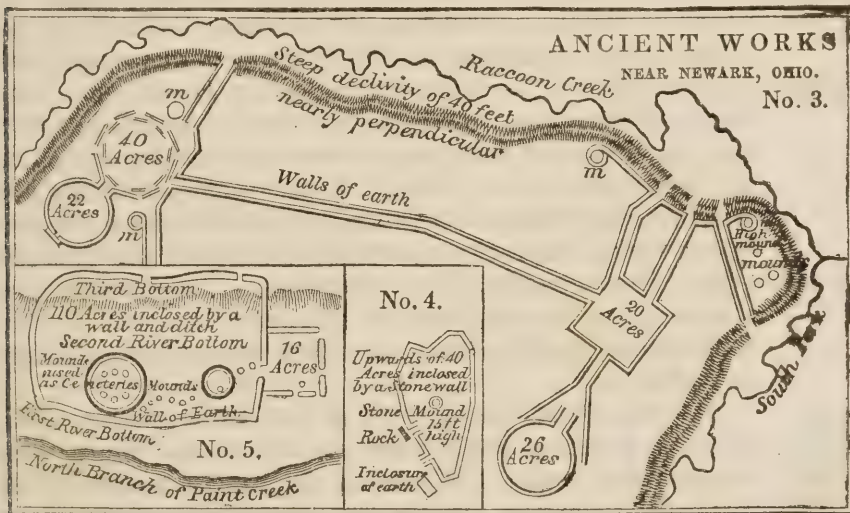 ANCIENT WORKS
NEAR NEWARK, OHIO.
No. 3.
Raccoon Creek
Steep declivity of 40 feet
nearly perpendicular
m
40
Acres
22
Acres
m
Walls of earth
m
High
mound
mounds
20
Acres
South Fork
26
Acres
Third Bottom
110 Acres inclosed by a
wall and ditch
Second River Bottom
16
Acres
Mounds
used
as Cemeteries
Mounds
Wall of Earth
River Bottom
No. 5.
North Branch of Paint Creek
No. 4.
Upwards of 40
Acres inclosed
by a Stone wall
Stone
Mound
15 ft
high
Rock
Inclosure
of earth